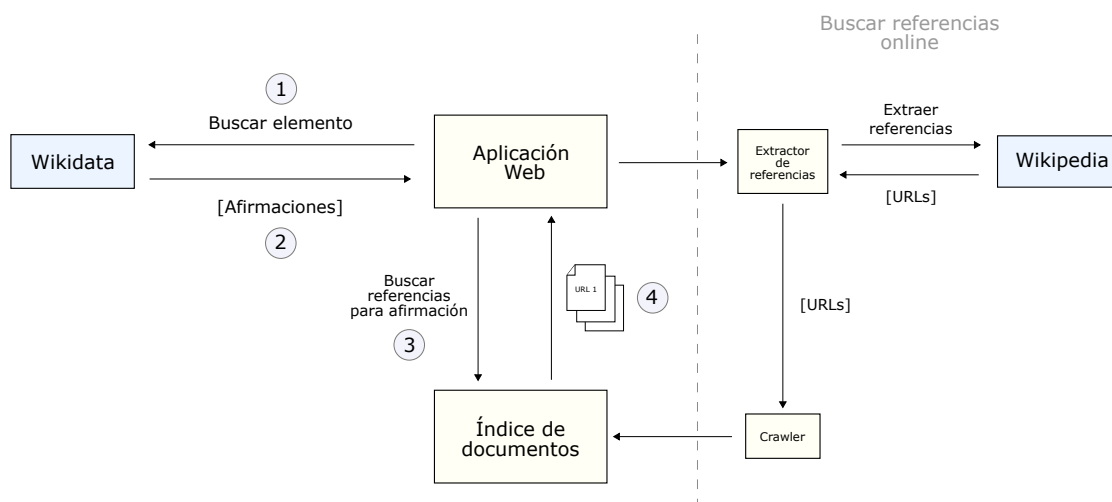 Buscar referencias
online
1
Buscar elemento
Wikidata
[Afirmaciones]
2
Aplicación
Web
Extractor
de
referencias
Extraer
referencias
Wikipedia
[URLs]
Buscar
referencias
para afirmación
3
URL 1
4
[URLs]
Índice de
documentos
Crawler